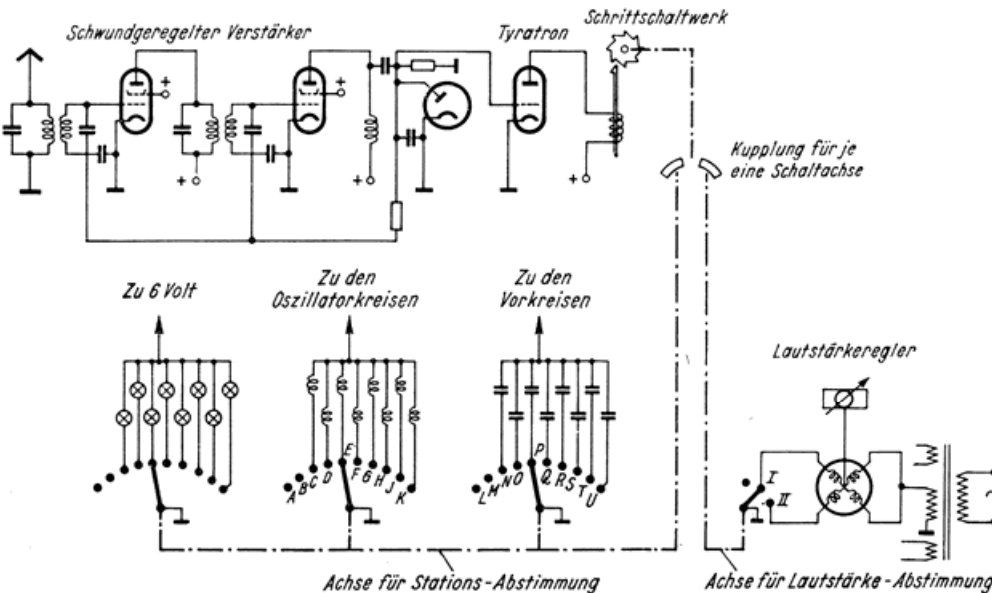 Schrittschaltwerk
Schwundgeregelter Verstärker
Tyratron
+
+
+
+
+
Kupplung für je
eine Schaltachse
Zu 6 Volt
Zu den
Oszillatorkreisen
Zu den
Vorkreisen
Lautstärkeregler
A B C D E F G H J K
L M N O P Q R S T U
I
II
Achse für Stations-Abstimmung
Achse für Lautstärke-Abstimmung